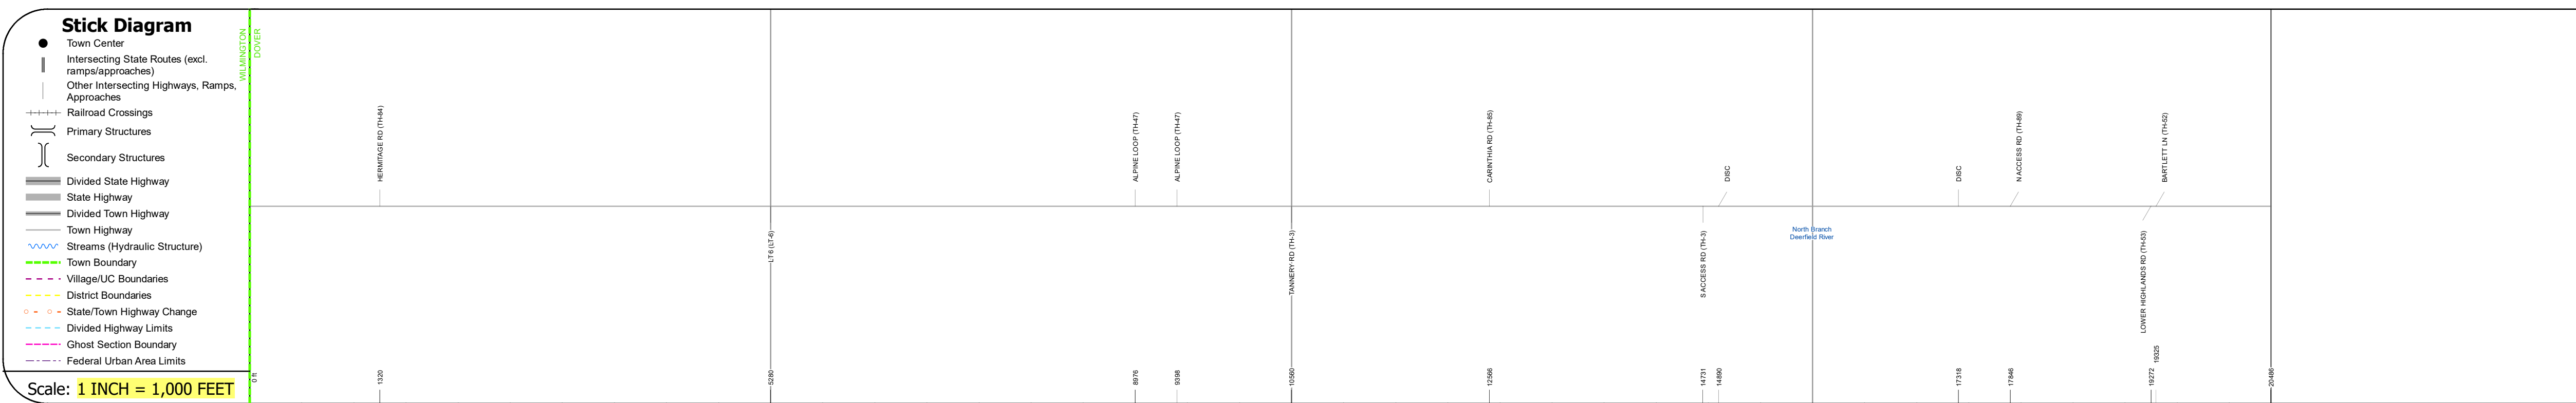 Stick Diagram
Town Center
Intersecting State Routes (excl.
ramps/approaches)
Other Intersecting Highways, Ramps,
Approaches
Railroad Crossings
Primary Structures
Secondary Structures
Divided State Highway
State Highway
Divided Town Highway
Town Highway
Streams (Hydraulic Structure)
Town Boundary
Village/UC Boundaries
District Boundaries
State/Town Highway Change
Divided Highway Limits
Ghost Section Boundary
Federal Urban Area Limits
Scale: 1 INCH = 1,000 FEET
WILMINGTON
DOVER
HERMITAGE RD (TH-84)
ALPINE LOOP (TH-47)
ALPINE LOOP (TH-47)
CARINTHIA RD (TH-85)
DISC
DISC
N ACCESS RD (TH-89)
BARTLETT LN (TH-52)
LT 6 (LT-6)
TANNERY RD (TH-3)
S ACCESS RD (TH-3)
North Branch
Deerfield River
LOWER HIGHLANDS RD (TH-53)
0 ft
1320
5280
8976
9398
10560
12566
14731
14890
17318
17846
19272
19325
20486